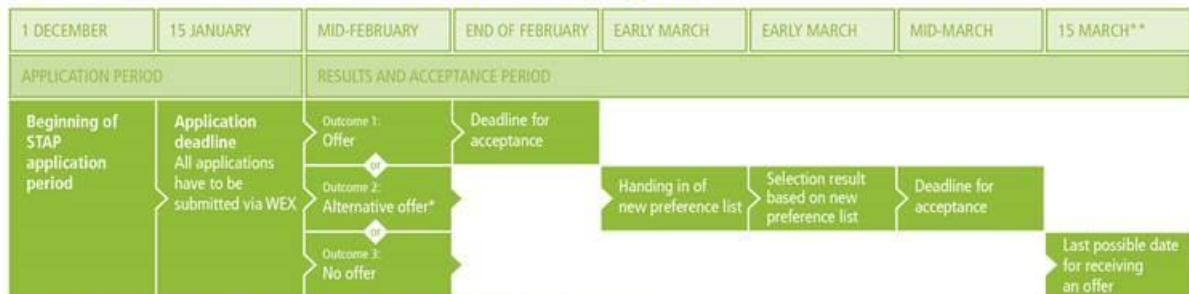 1 DECEMBER
15 JANUARY
MID-FEBRUARY
END OF FEBRUARY
EARLY MARCH
EARLY MARCH
MID-MARCH
15 MARCH**
APPLICATION PERIOD
RESULTS AND ACCEPTANCE PERIOD
Beginning of
STAP
application
period
Application
deadline
All applications
have to be
submitted via WEX
Outcome 1:
Offer
or
Outcome 2:
Alternative offer*
or
Outcome 3:
No offer
Deadline for
acceptance
Handing in of
new preference list
Selection result
based on new
preference list
Deadline for
acceptance
Last possible date
for receiving
an offer